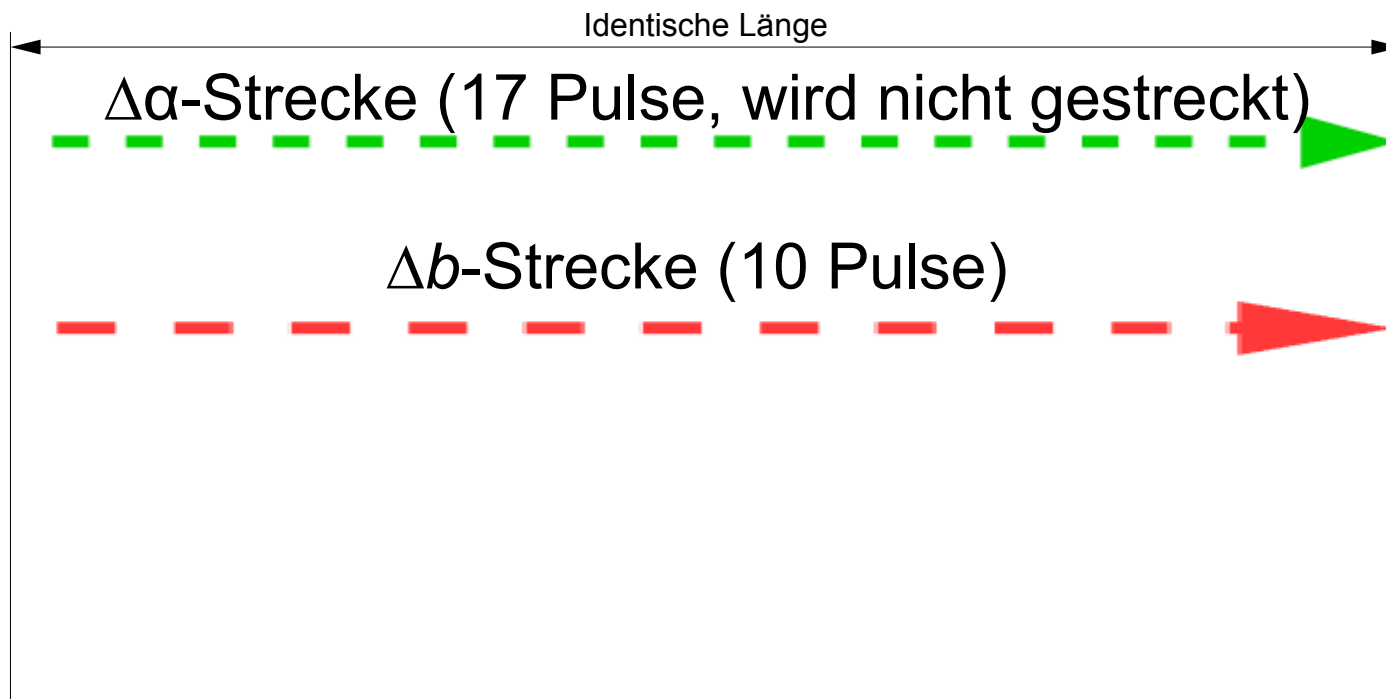 Identische Länge
Δα-Strecke (17 Pulse, wird nicht gestreckt)
Δb-Strecke (10 Pulse)